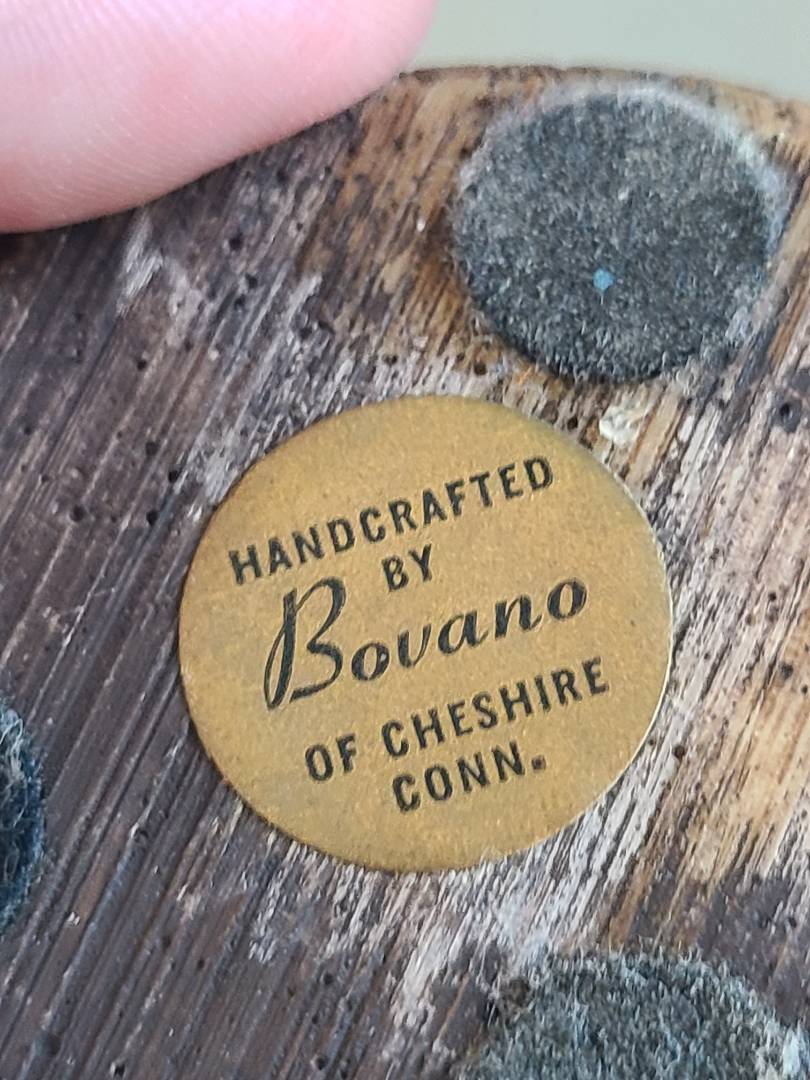 HANDCRAFTED
BY
Bovano
OF CHESHIRE
CONN.